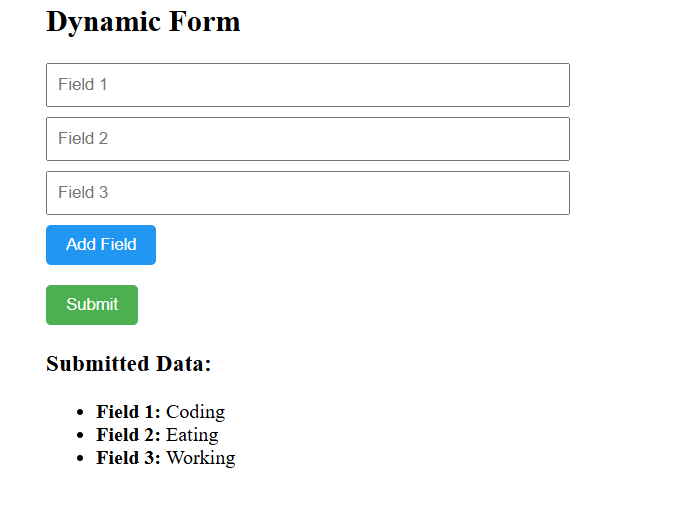 Dynamic Form
Field 1
Field 2
Field 3
Add Field
Submit
Submitted Data:
• Field 1: Coding
• Field 2: Eating
• Field 3: Working